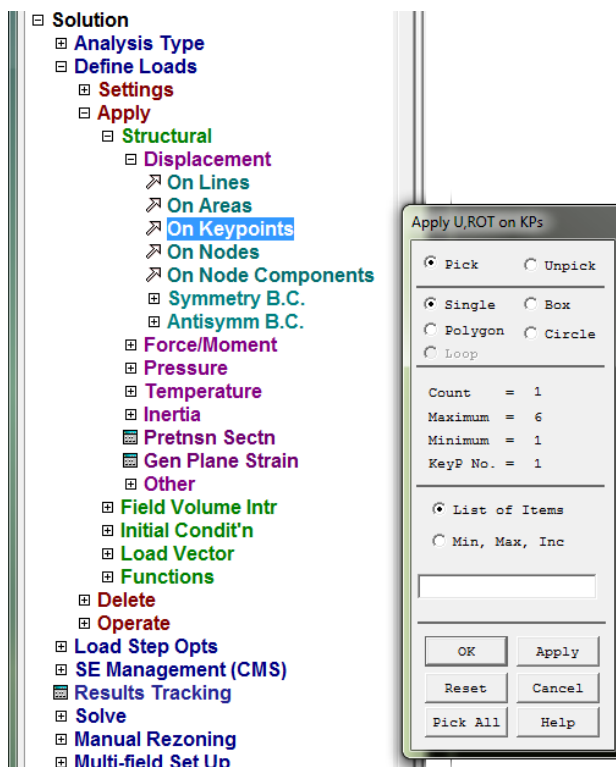 Solution
Analysis Type
Define Loads
Settings
Apply
Structural
Displacement
On Lines
On Areas
On Keypoints
On Nodes
On Node Components
Symmetry B.C.
Antisymm B.C.
Force/Moment
Pressure
Temperature
Inertia
Pretnsn Sectn
Gen Plane Strain
Other
Field Volume Intr
Initial Condit'n
Load Vector
Functions
Delete
Operate
Load Step Opts
SE Management (CMS)
Results Tracking
Solve
Manual Rezoning
Multi-field Set Up
Apply U,ROT on KPs
Pick Unpick
Single Box
Polygon Circle
Loop
Count = 1
Maximum = 6
Minimum = 1
KeyP No. = 1
List of Items
Min, Max, Inc
OK Apply
Reset Cancel
Pick All Help